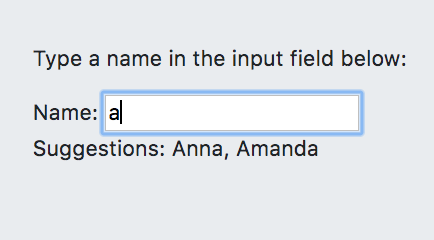 Type a name in the input field below:
Name: a
Suggestions: Anna, Amanda